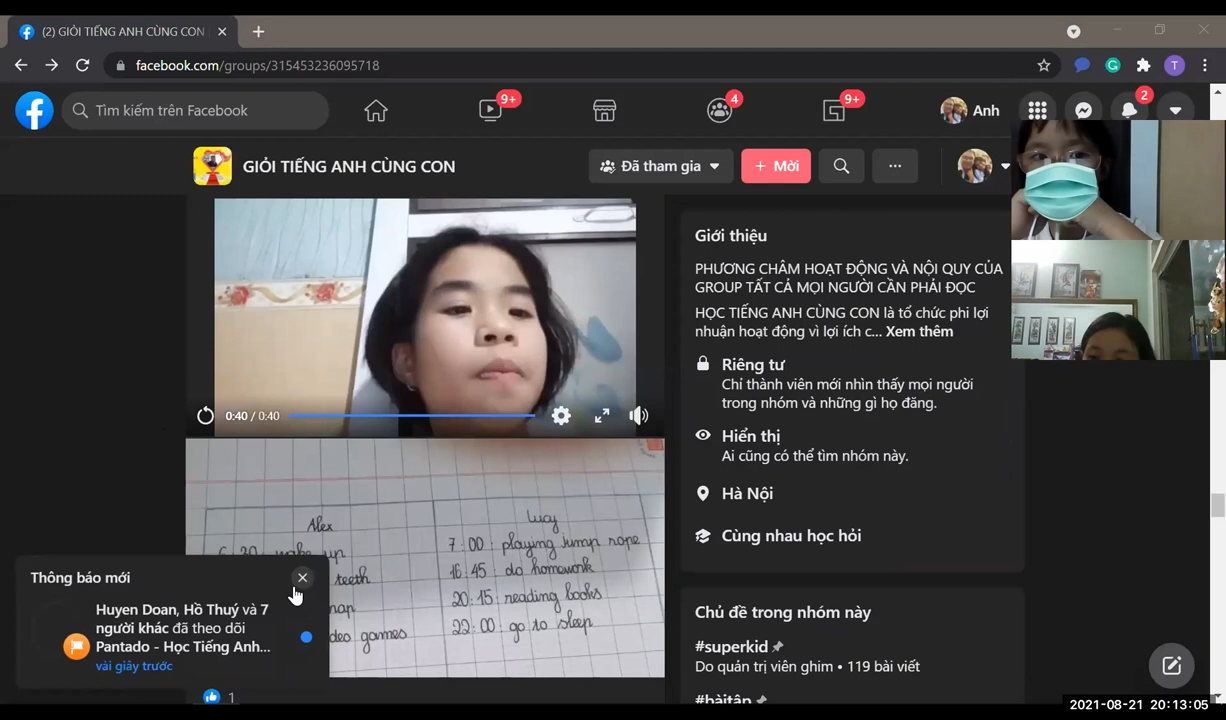 (2) GIỎI TIẾNG ANH CÙNG CON
facebook.com/groups/315453236095718
T
Tìm kiếm trên Facebook
9+
4
9+
Anh
2
GIỎI TIẾNG ANH CÙNG CON
Đã tham gia
+ Mời
0:40 / 0:40
Alex
wake up
teeth
nap
video games
Lucy
7:00 : playing jump rope
16:45 : do homework
20:15 : reading books
22:00 : go to sleep
Thông báo mới
Huyen Doan, Hồ Thuý và 7
người khác đã theo dõi
Pantado - Học Tiếng Anh...
vài giây trước
1
Giới thiệu
PHƯƠNG CHÂM HOẠT ĐỘNG VÀ NỘI QUY CỦA
GROUP TẤT CẢ MỌI NGƯỜI CẦN PHẢI ĐỌC
HỌC TIẾNG ANH CÙNG CON là tổ chức phi lợi
nhuận hoạt động vì lợi ích c... Xem thêm
Riêng tư
Chỉ thành viên mới nhìn thấy mọi người
trong nhóm và những gì họ đăng.
Hiển thị
Ai cũng có thể tìm nhóm này.
Hà Nội
Cùng nhau học hỏi
Chủ đề trong nhóm này
#superkid
Do quản trị viên ghim • 119 bài viết
#bàitập
2021-08-21 20:13:05